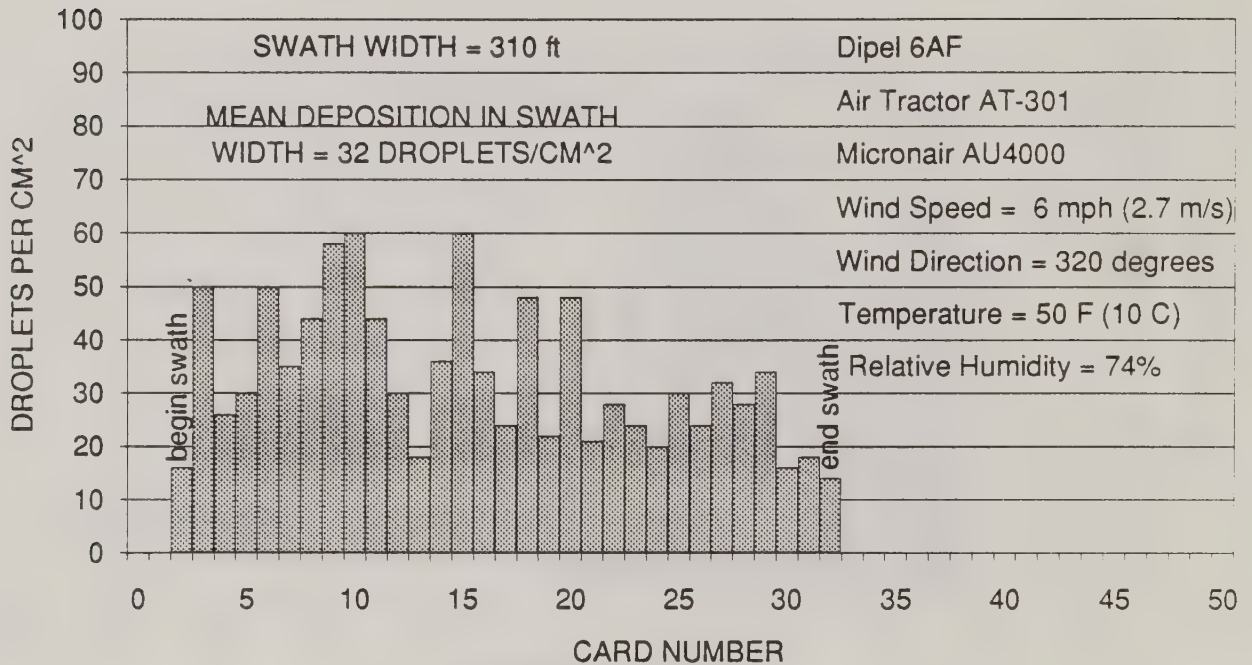 100
90
80
70
60
50
40
30
20
10
0
DROPLETS PER CM^2
SWATH WIDTH = 310 ft
MEAN DEPOSITION IN SWATH
WIDTH = 32 DROPLETS/CM^2
Dipel 6AF
Air Tractor AT-301
Micronair AU4000
Wind Speed = 6 mph (2.7 m/s)
Wind Direction = 320 degrees
Temperature = 50 F (10 C)
Relative Humidity = 74%
begin swath
end swath
0 5 10 15 20 25 30 35 40 45 50
CARD NUMBER